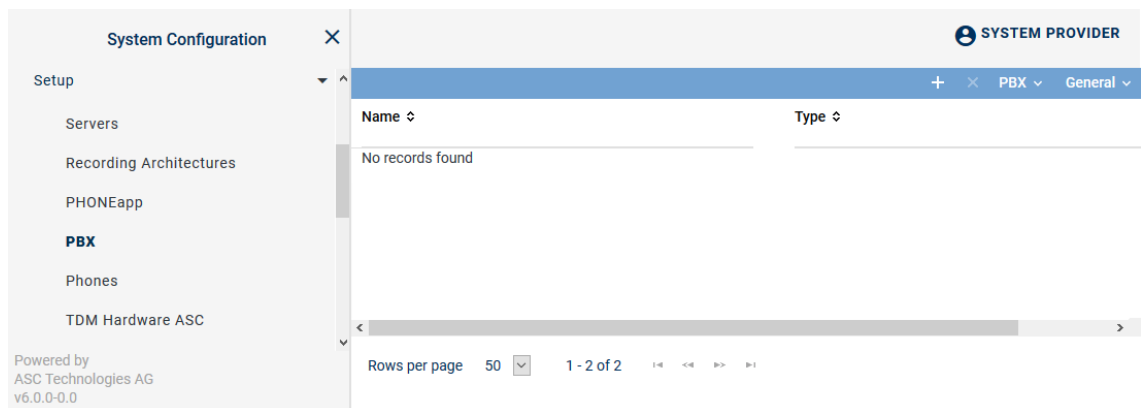 System Configuration
SYSTEM PROVIDER
Setup
PBX General
Name Type
Servers
No records found
Recording Architectures
PHONEapp
PBX
Phones
TDM Hardware ASC
Powered by
ASC Technologies AG
v6.0.0-0.0
Rows per page 50 1 - 2 of 2